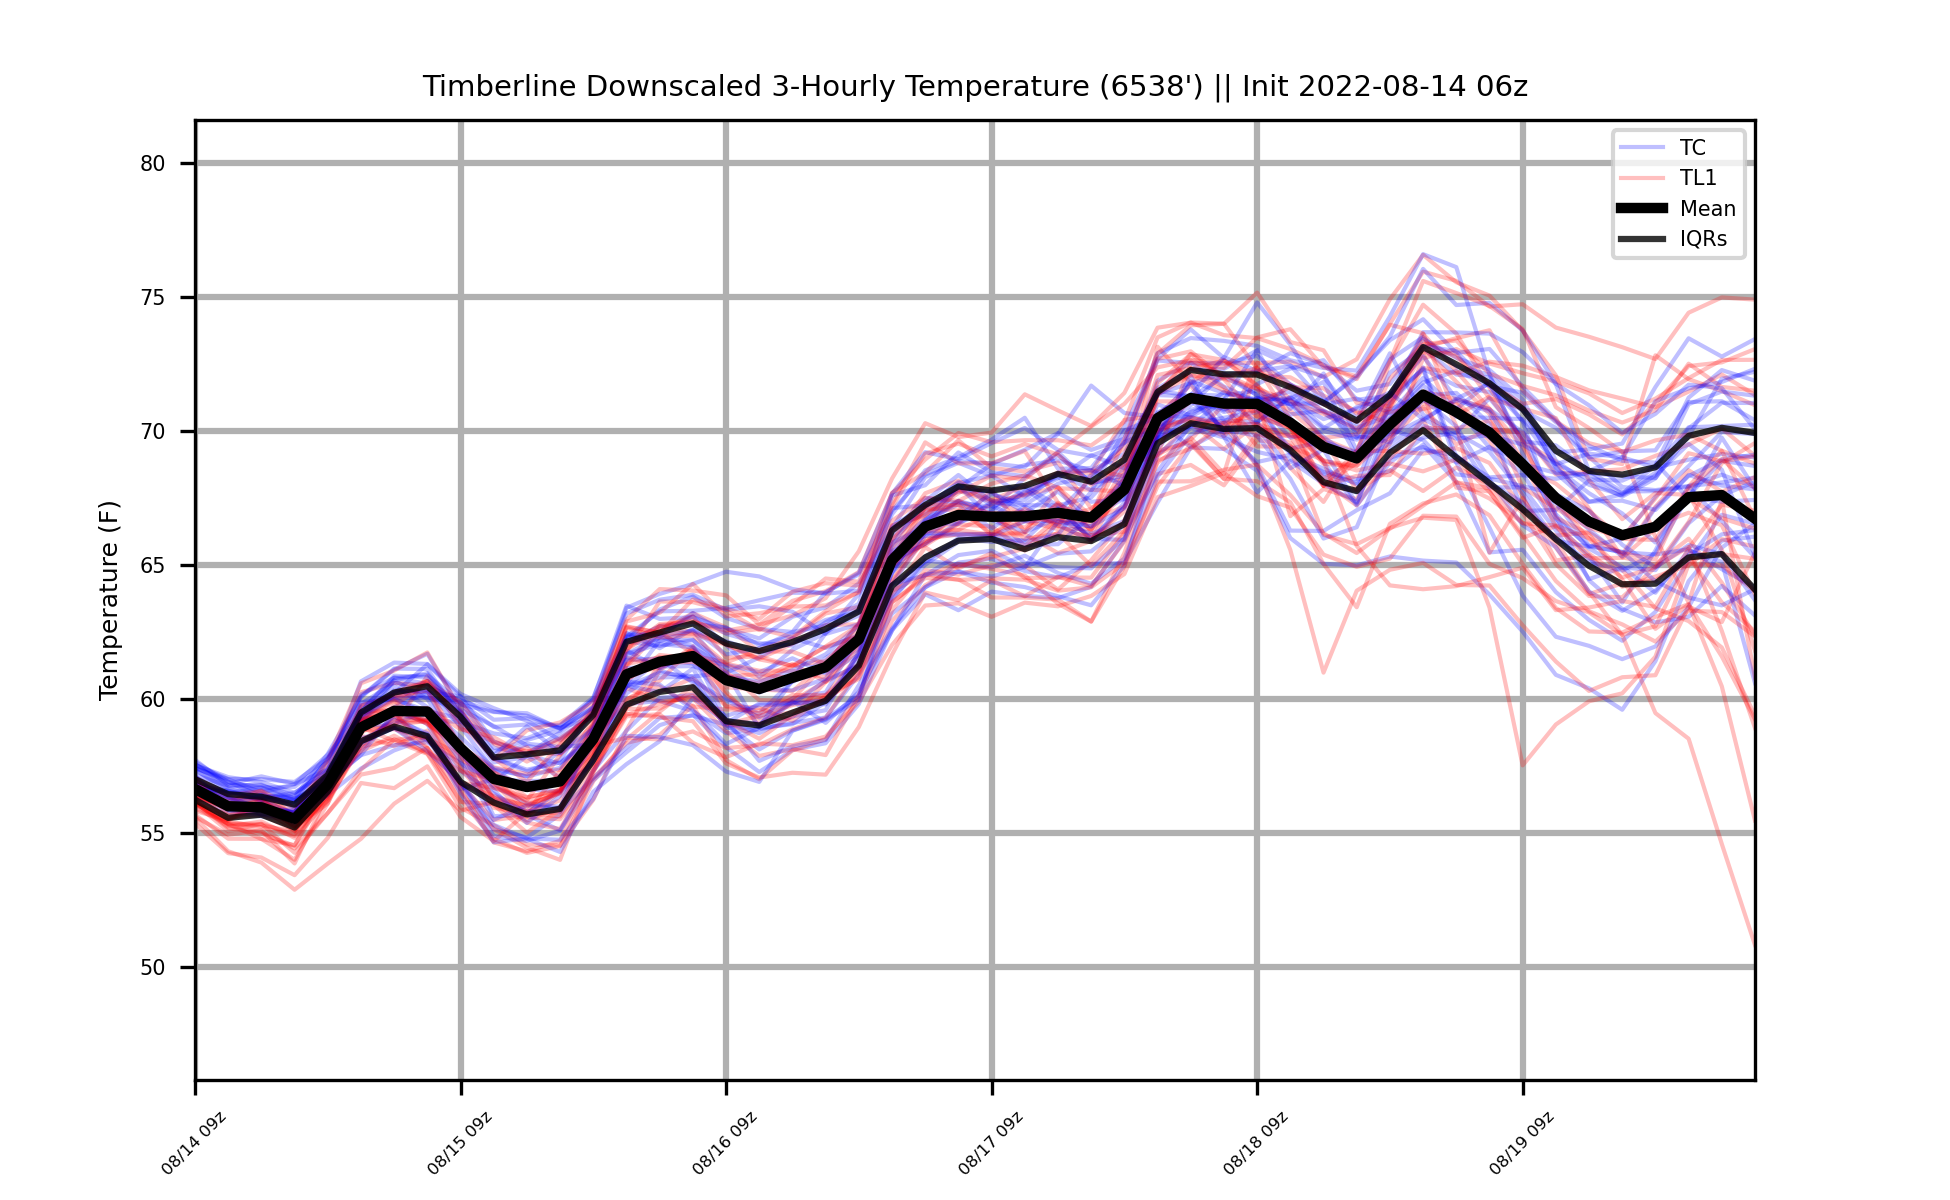 Timberline Downscaled 3-Hourly Temperature (6538') || Init 2022-08-14 06z
TC
TL1
Mean
IQRs
Temperature (F)
80
75
70
65
60
55
50
08/14 09z
08/15 09z
08/16 09z
08/17 09z
08/18 09z
08/19 09z